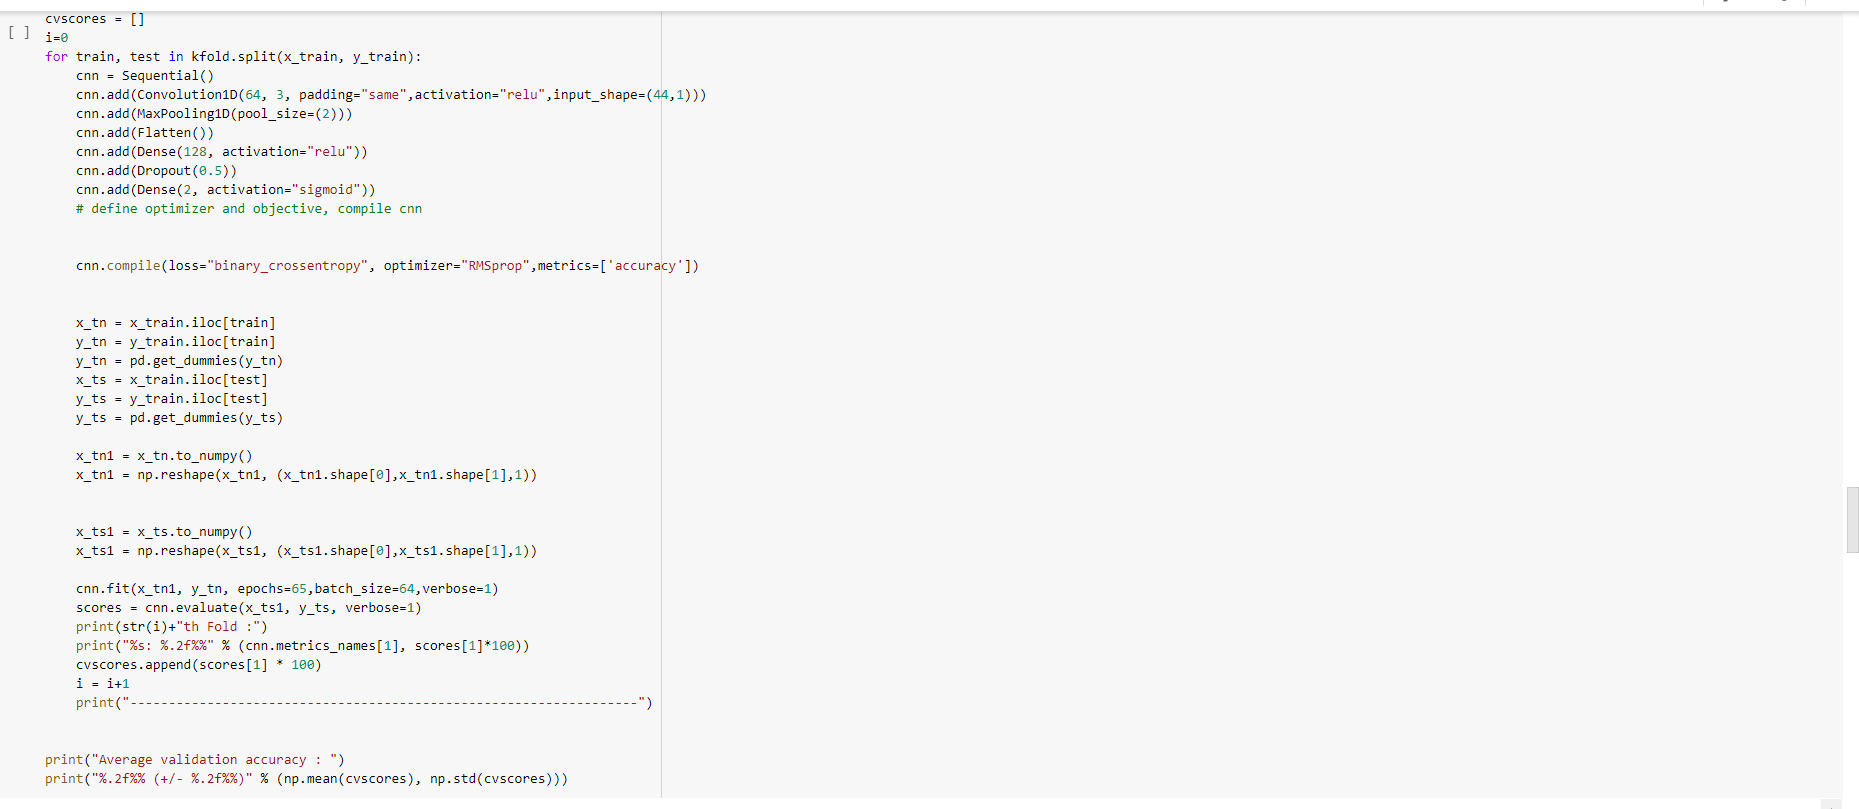 cvscores = []
[ ]
i=0
for train, test in kfold.split(x_train, y_train):
    cnn = Sequential()
    cnn.add(Convolution1D(64, 3, padding="same",activation="relu",input_shape=(44,1)))
    cnn.add(MaxPooling1D(pool_size=(2)))
    cnn.add(Flatten())
    cnn.add(Dense(128, activation="relu"))
    cnn.add(Dropout(0.5))
    cnn.add(Dense(2, activation="sigmoid"))
    # define optimizer and objective, compile cnn
    cnn.compile(loss="binary_crossentropy", optimizer="RMSprop",metrics=['accuracy'])
    x_tn = x_train.iloc[train]
    y_tn = y_train.iloc[train]
    y_tn = pd.get_dummies(y_tn)
    x_ts = x_train.iloc[test]
    y_ts = y_train.iloc[test]
    y_ts = pd.get_dummies(y_ts)
    x_tn1 = x_tn.to_numpy()
    x_tn1 = np.reshape(x_tn1, (x_tn1.shape[0],x_tn1.shape[1],1))
    x_ts1 = x_ts.to_numpy()
    x_ts1 = np.reshape(x_ts1, (x_ts1.shape[0],x_ts1.shape[1],1))
    cnn.fit(x_tn1, y_tn, epochs=65,batch_size=64,verbose=1)
    scores = cnn.evaluate(x_ts1, y_ts, verbose=1)
    print(str(i)+"th Fold :")
    print("%s: %.2f%%" % (cnn.metrics_names[1], scores[1]*100))
    cvscores.append(scores[1] * 100)
    i = i+1
    print("------------------------------------------------------------------")
print("Average validation accuracy : ")
print("%.2f%% (+/- %.2f%%)" % (np.mean(cvscores), np.std(cvscores)))